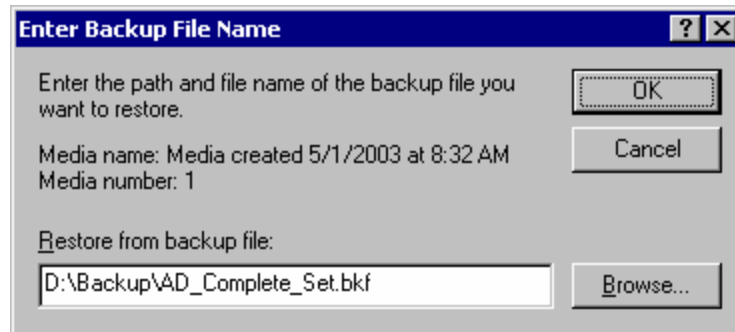 Enter Backup File Name
Enter the path and file name of the backup file you
want to restore.
OK
Media name: Media created 5/1/2003 at 8:32 AM
Media number: 1
Cancel
Restore from backup file:
D:\Backup\AD_Complete_Set.bkf
Browse...